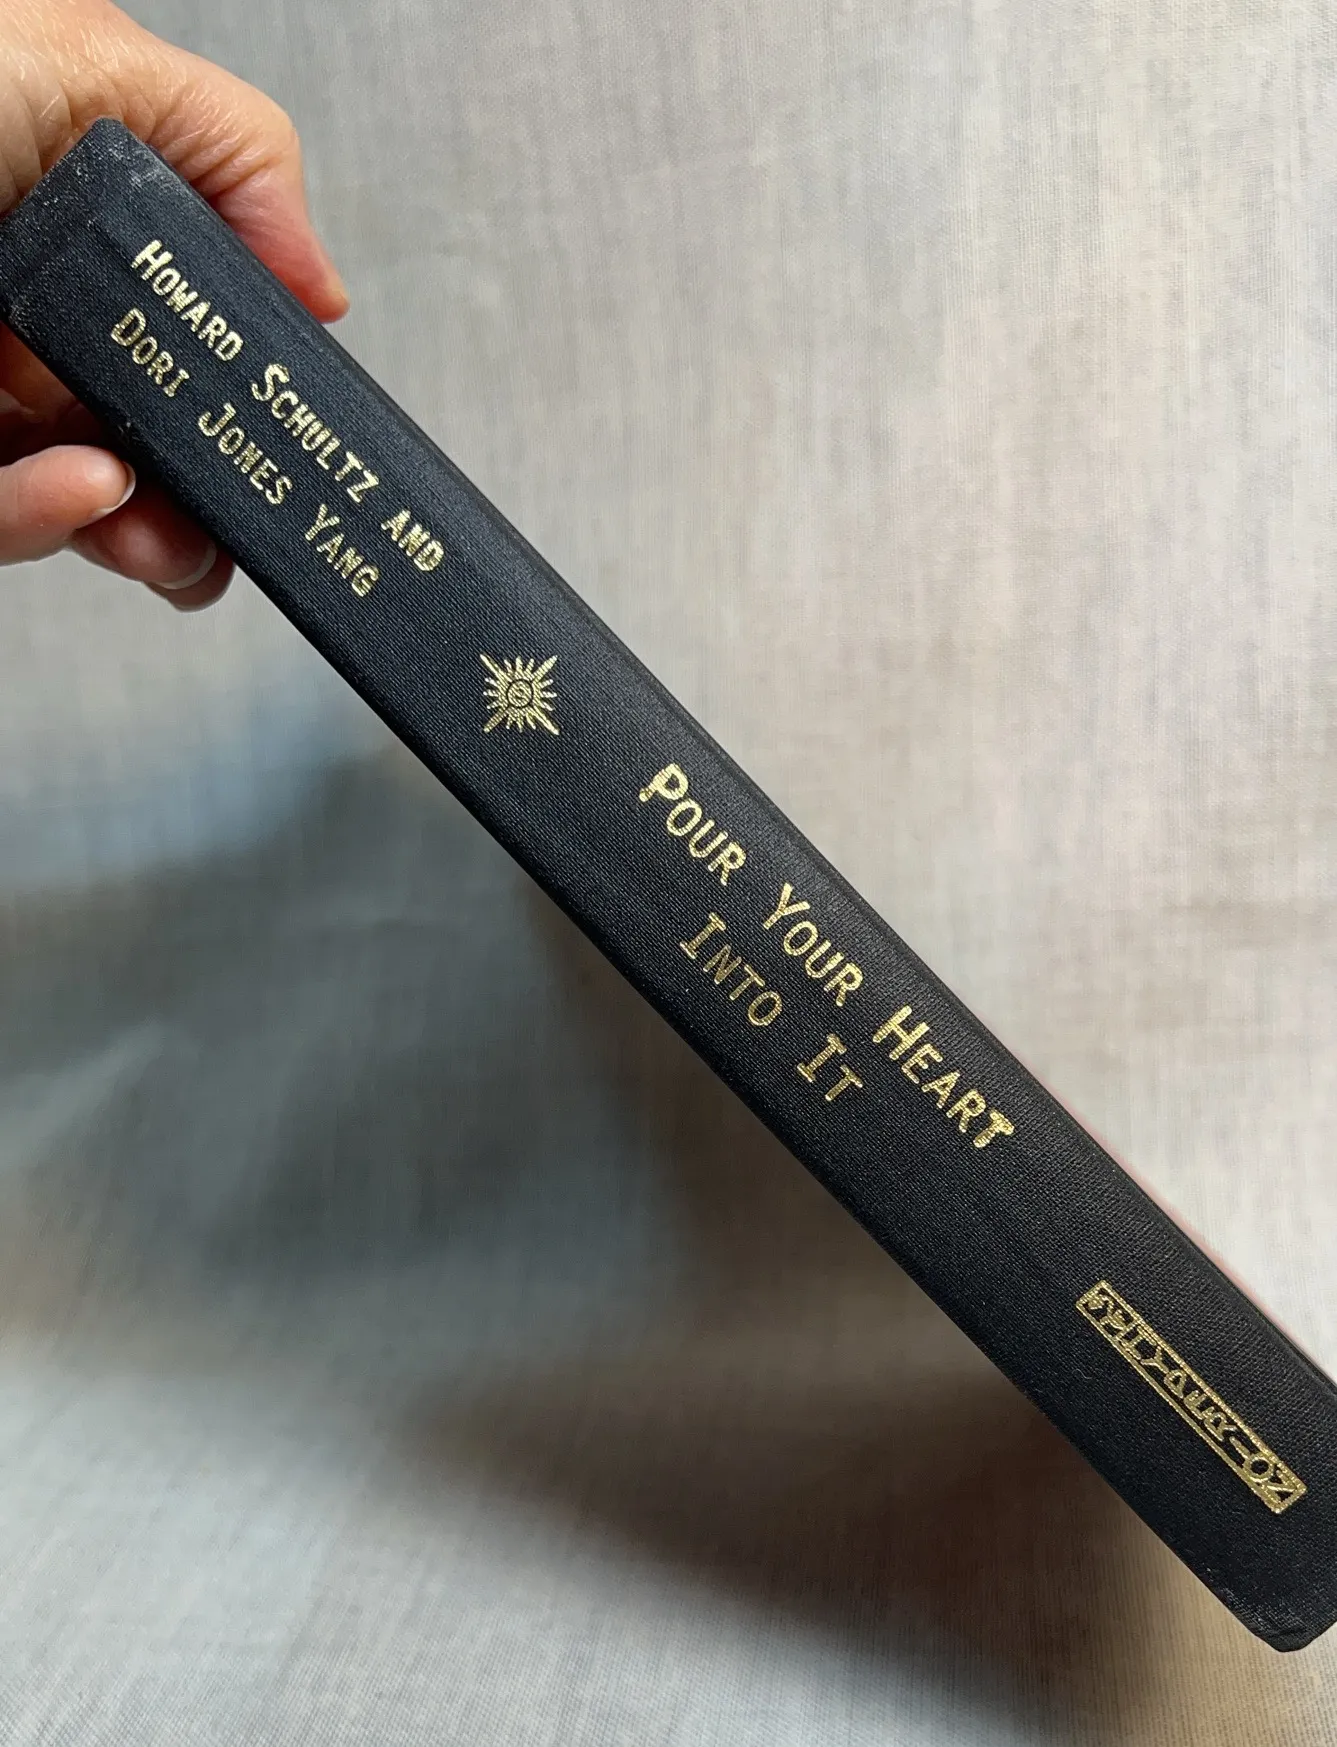 Howard Schultz and
Dori Jones Yang
Pour Your Heart
Into It